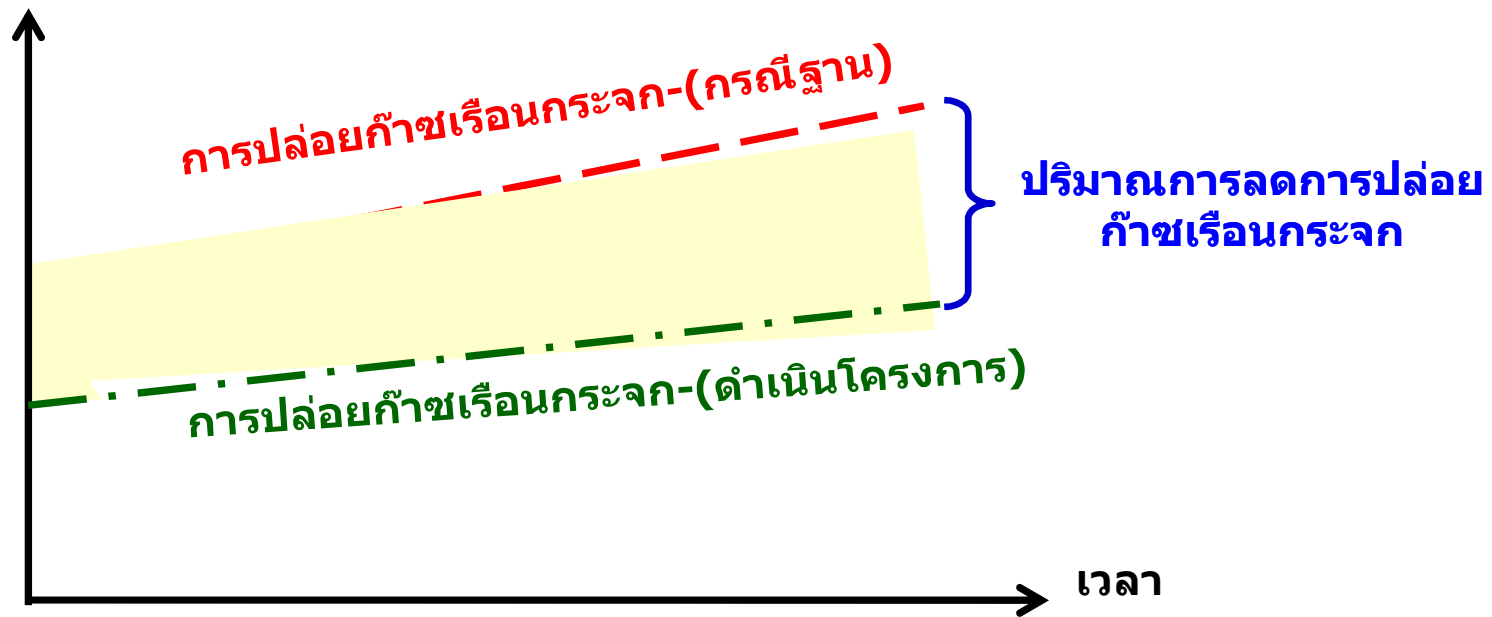 การปล่อยก๊าซเรือนกระจก-(กรณีฐาน)
ปริมาณการลดการปล่อย
ก๊าซเรือนกระจก
การปล่อยก๊าซเรือนกระจก-(ดำเนินโครงการ)
เวลา